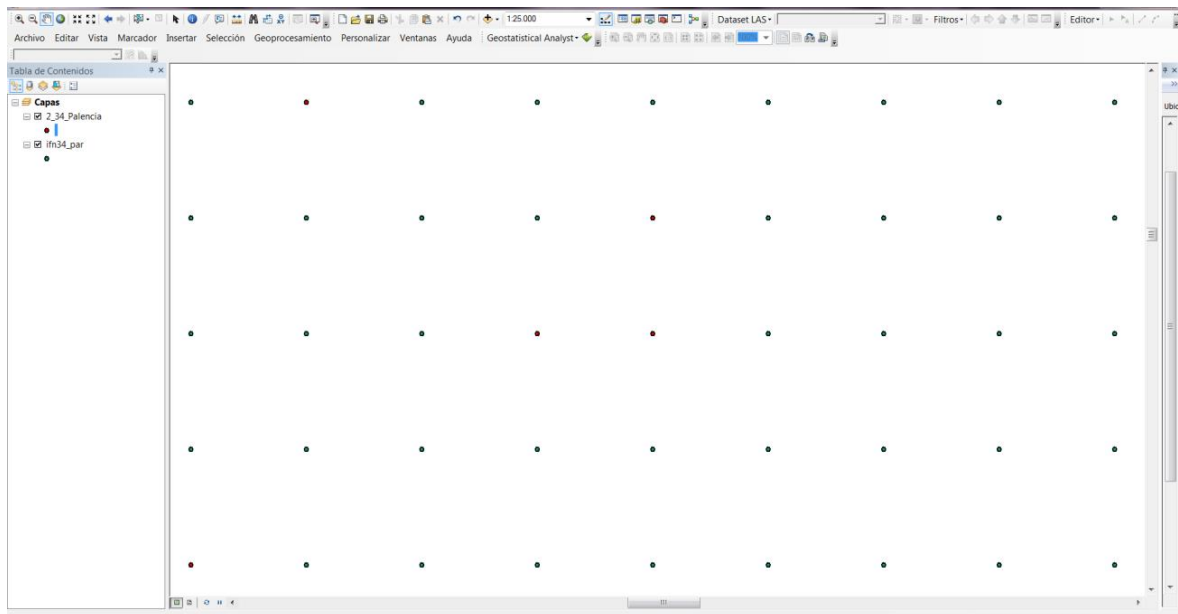 1:25.000
Dataset LAS
Filtros
Editor
Archivo Editar Vista Marcador Insertar Selección Geoprocesamiento Personalizar Ventanas Ayuda Geostatistical Analyst
Tabla de Contenidos
Capas
2_34_Palencia
ifn34_par
Ubic